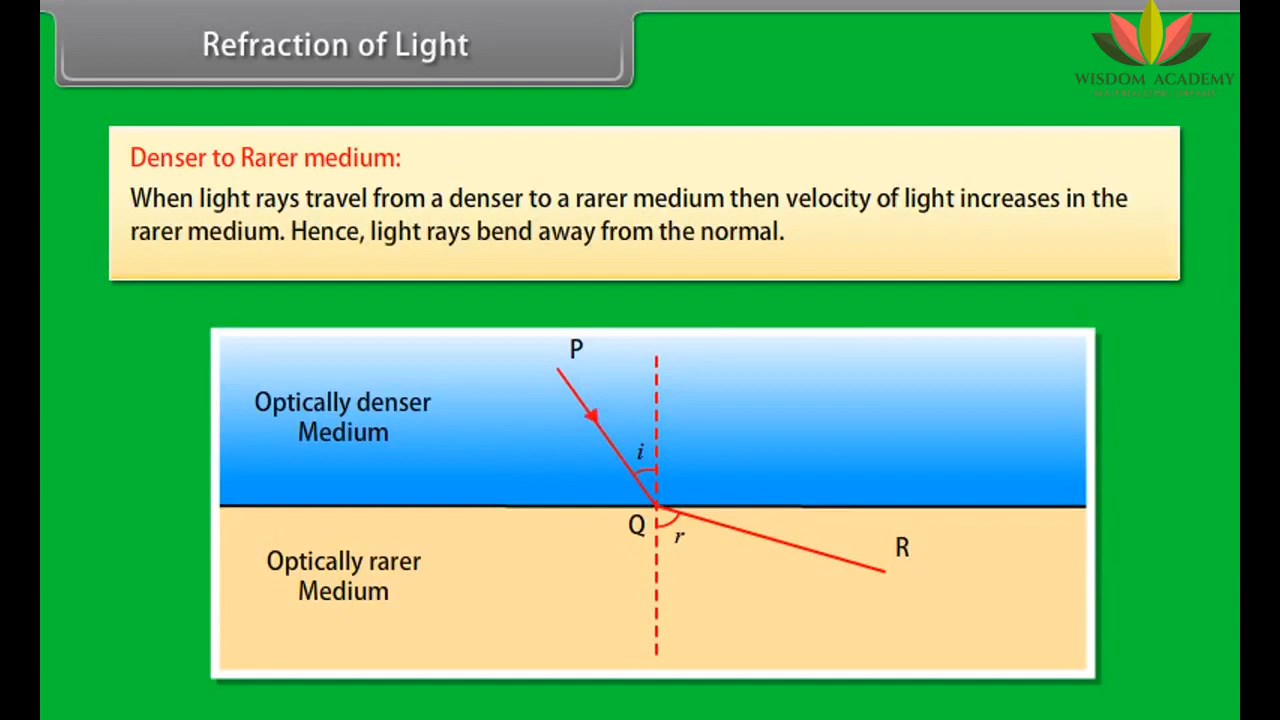 Refraction of Light
WISDOM ACADEMY
Denser to Rarer medium:
When light rays travel from a denser to a rarer medium then velocity of light increases in the
rarer medium. Hence, light rays bend away from the normal.
P
Optically denser
Medium
i
Q
r
R
Optically rarer
Medium